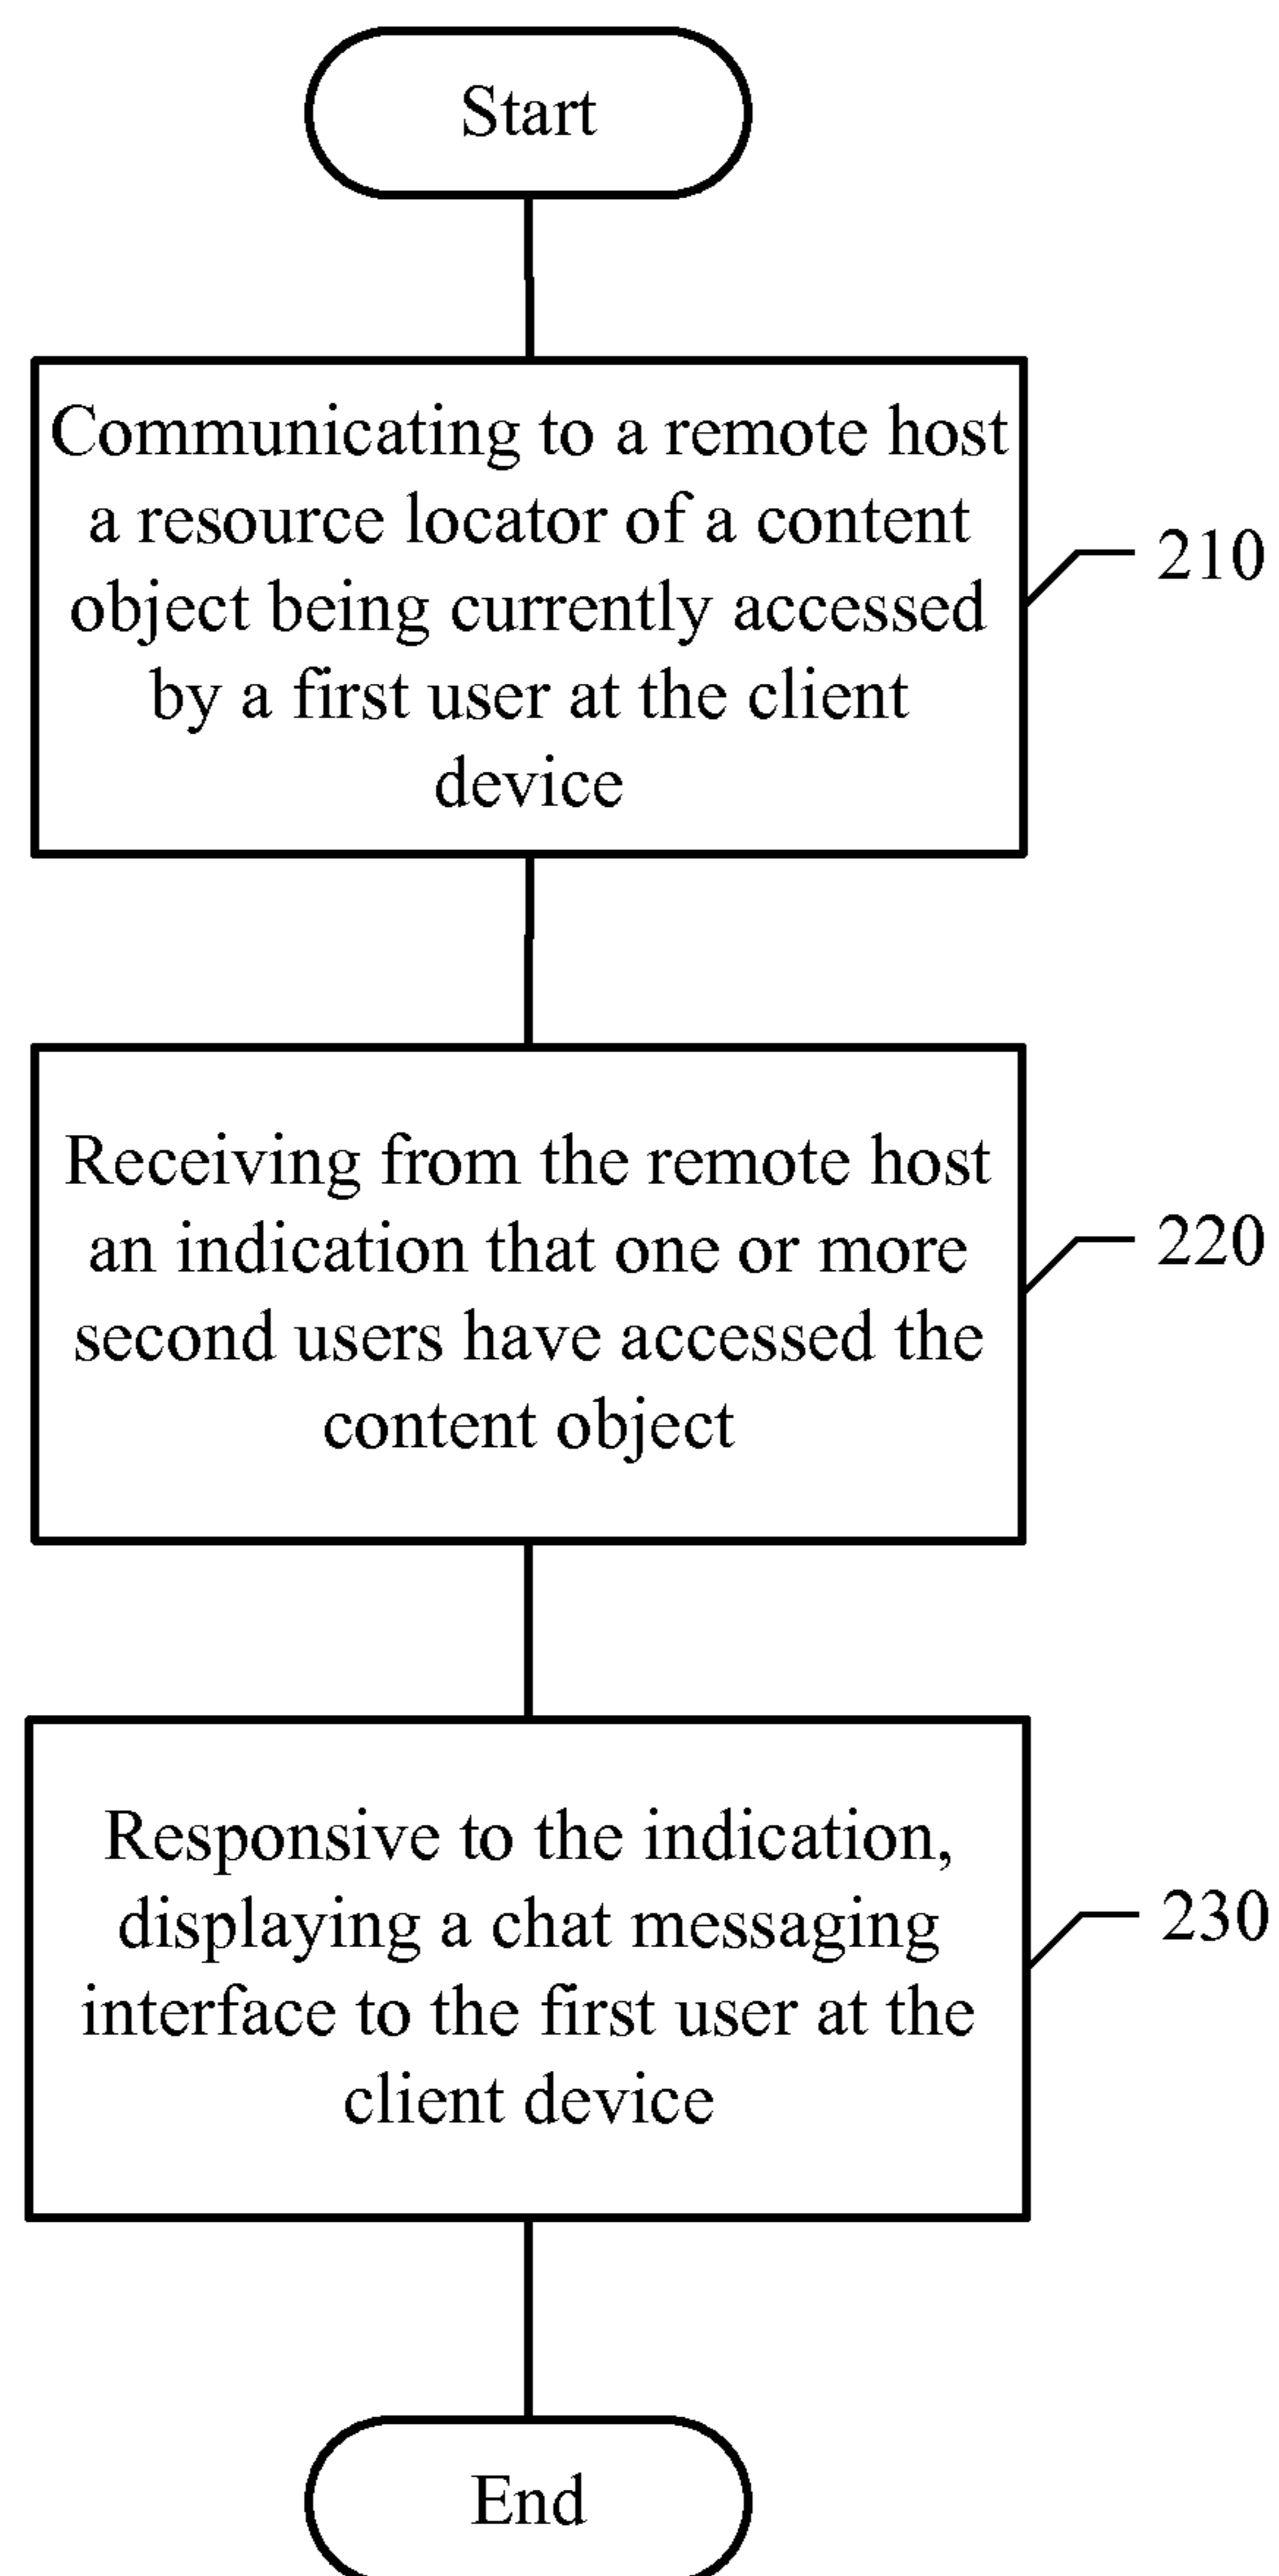 Start
Communicating to a remote host
a resource locator of a content
object being currently accessed
by a first user at the client
device
210
Receiving from the remote host
an indication that one or more
second users have accessed the
content object
220
Responsive to the indication,
displaying a chat messaging
interface to the first user at the
client device
230
End